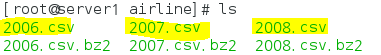 [root@server1 airline]# ls
2006.csv 2007.csv 2008.csv
2006.csv.bz2 2007.csv.bz2 2008.csv.bz2